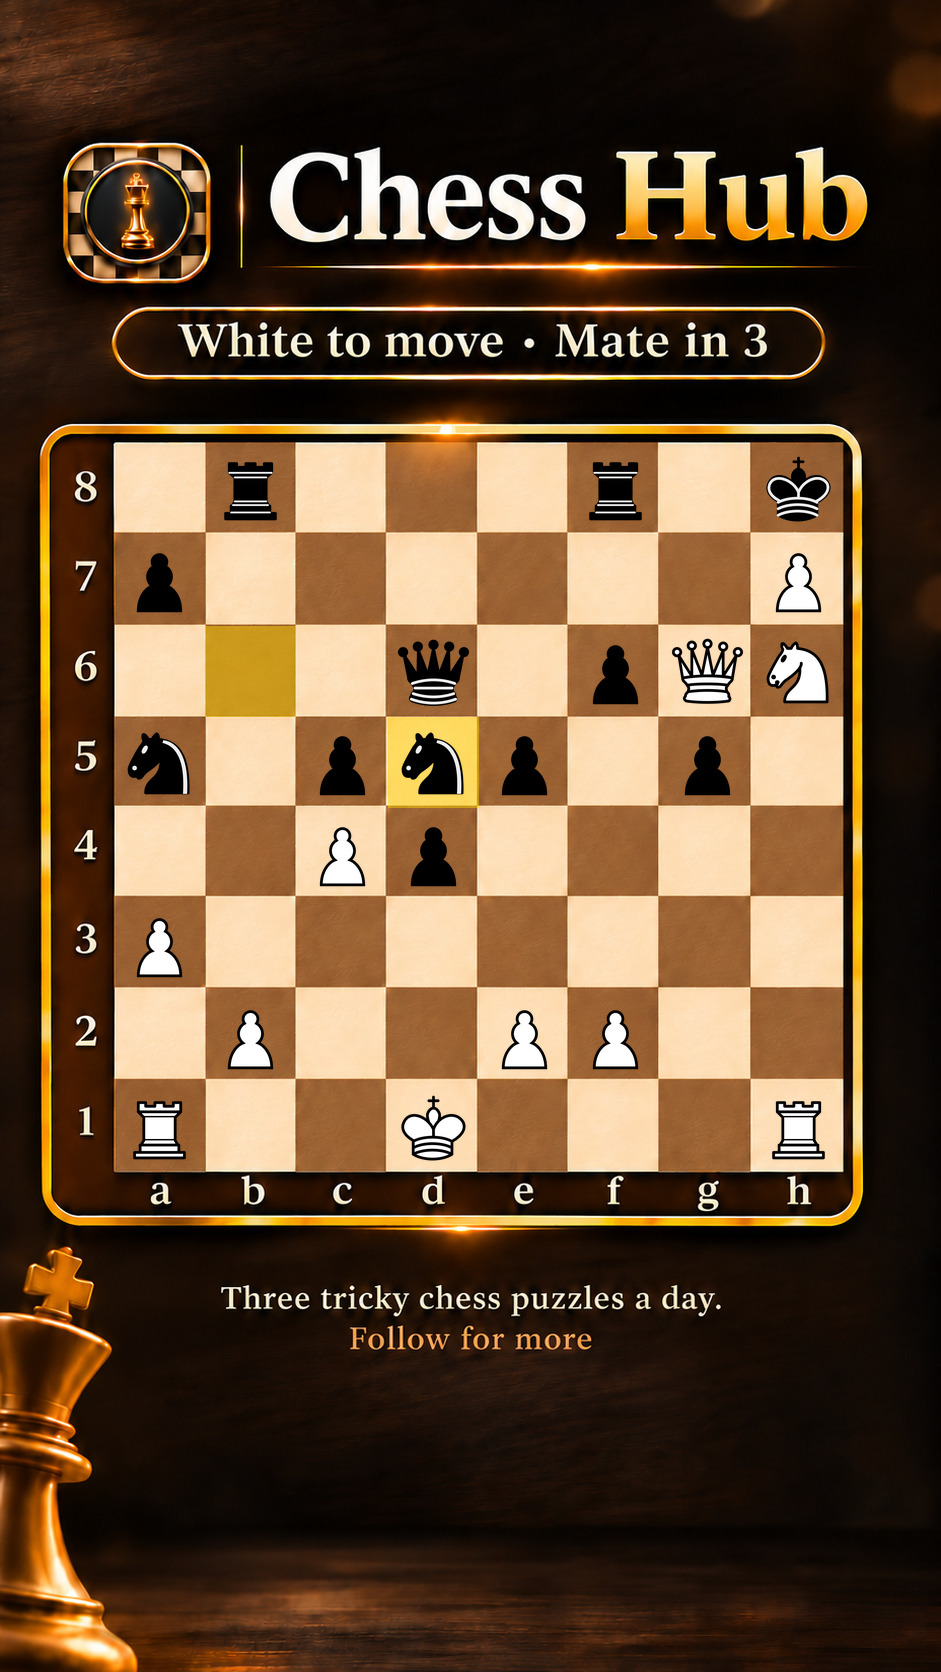 Chess Hub
White to move • Mate in 3
8
7
6
5
4
3
2
1
a b c d e f g h
Three tricky chess puzzles a day.
Follow for more